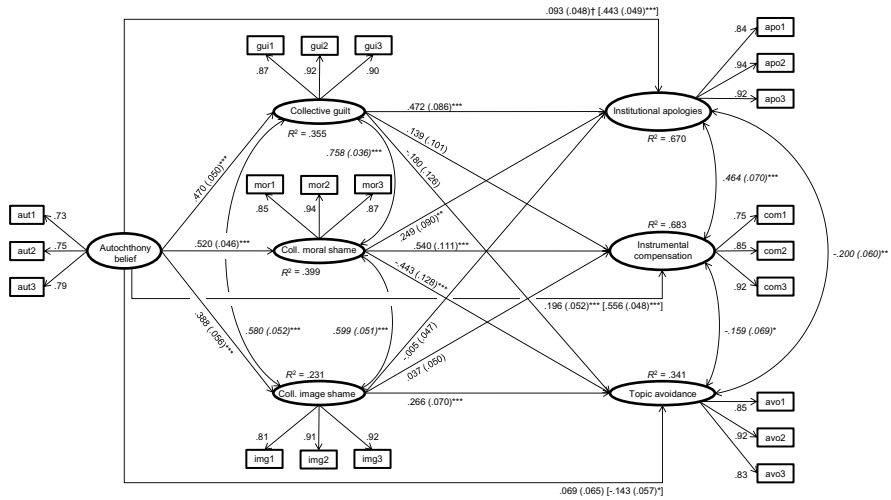 .093 (.048)† [.443 (.049)***]
gui1
gui2
gui3
.87
.92
.90
apo1
apo2
apo3
.84
.94
.92
Collective guilt
R² = .355
.472 (.086)***
.139 (.101)
-.180 (.126)
Institutional apologies
R² = .670
.470 (.050)***
.758 (.036)***
.464 (.070)***
mor1
mor2
mor3
.85
.94
.87
aut1
aut2
aut3
.73
.75
.79
Autochthony
belief
.520 (.046)***
Coll. moral shame
R² = .399
.249 (.090)**
.540 (.111)***
-.443 (.128)***
R² = .683
Instrumental
compensation
.75
.85
.92
com1
com2
com3
-.200 (.060)**
.196 (.052)*** [.556 (.048)***]
.388 (.056)***
.580 (.052)***
.599 (.051)***
-.005 (.047)
.037 (.050)
-.159 (.069)*
R² = .231
Coll. image shame
.266 (.070)***
R² = .341
Topic avoidance
.81
.91
.92
img1
img2
img3
.85
.92
.83
avo1
avo2
avo3
.069 (.065) [-.143 (.057)*]